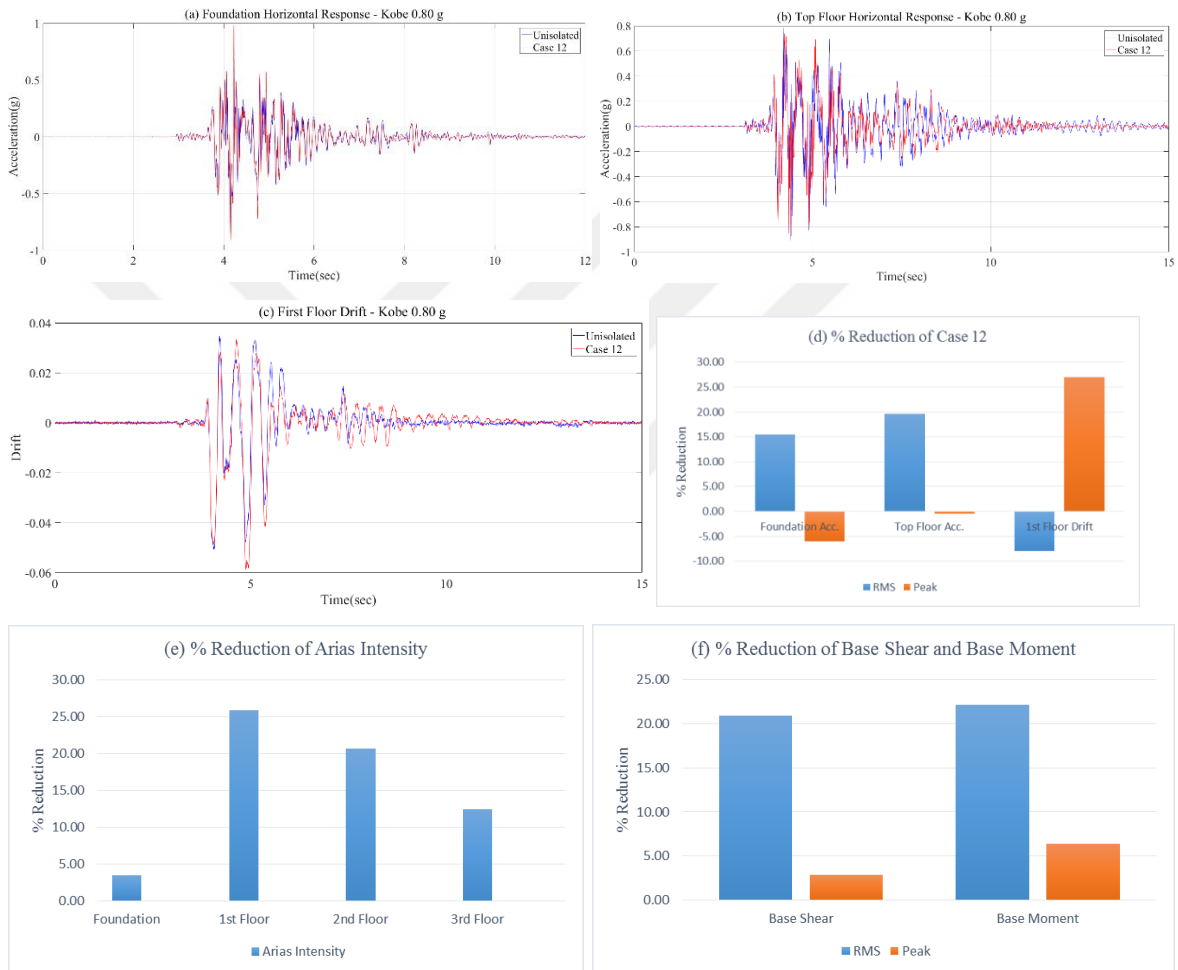 (a) Foundation Horizontal Response - Kobe 0.80 g
Unisolated
Case 12
Acceleration(g)
1
0.5
0
-0.5
-1
0 2 4 6 8 10 12
Time(sec)
(b) Top Floor Horizontal Response - Kobe 0.80 g
Unisolated
Case 12
Acceleration(g)
0.8
0.6
0.4
0.2
0
-0.2
-0.4
-0.6
-0.8
-1
0 5 10 15
Time(sec)
(c) First Floor Drift - Kobe 0.80 g
Unisolated
Case 12
Drift
0.04
0.02
0
-0.02
-0.04
-0.06
0 5 10 15
Time(sec)
(d) % Reduction of Case 12
% Reduction
30.00
25.00
20.00
15.00
10.00
5.00
0.00
-5.00
-10.00
Foundation Acc. Top Floor Acc. 1st Floor Drift
RMS Peak
(e) % Reduction of Arias Intensity
% Reduction
30.00
25.00
20.00
15.00
10.00
5.00
0.00
Foundation 1st Floor 2nd Floor 3rd Floor
Arias Intensity
(f) % Reduction of Base Shear and Base Moment
% Reduction
25.00
20.00
15.00
10.00
5.00
0.00
Base Shear Base Moment
RMS Peak